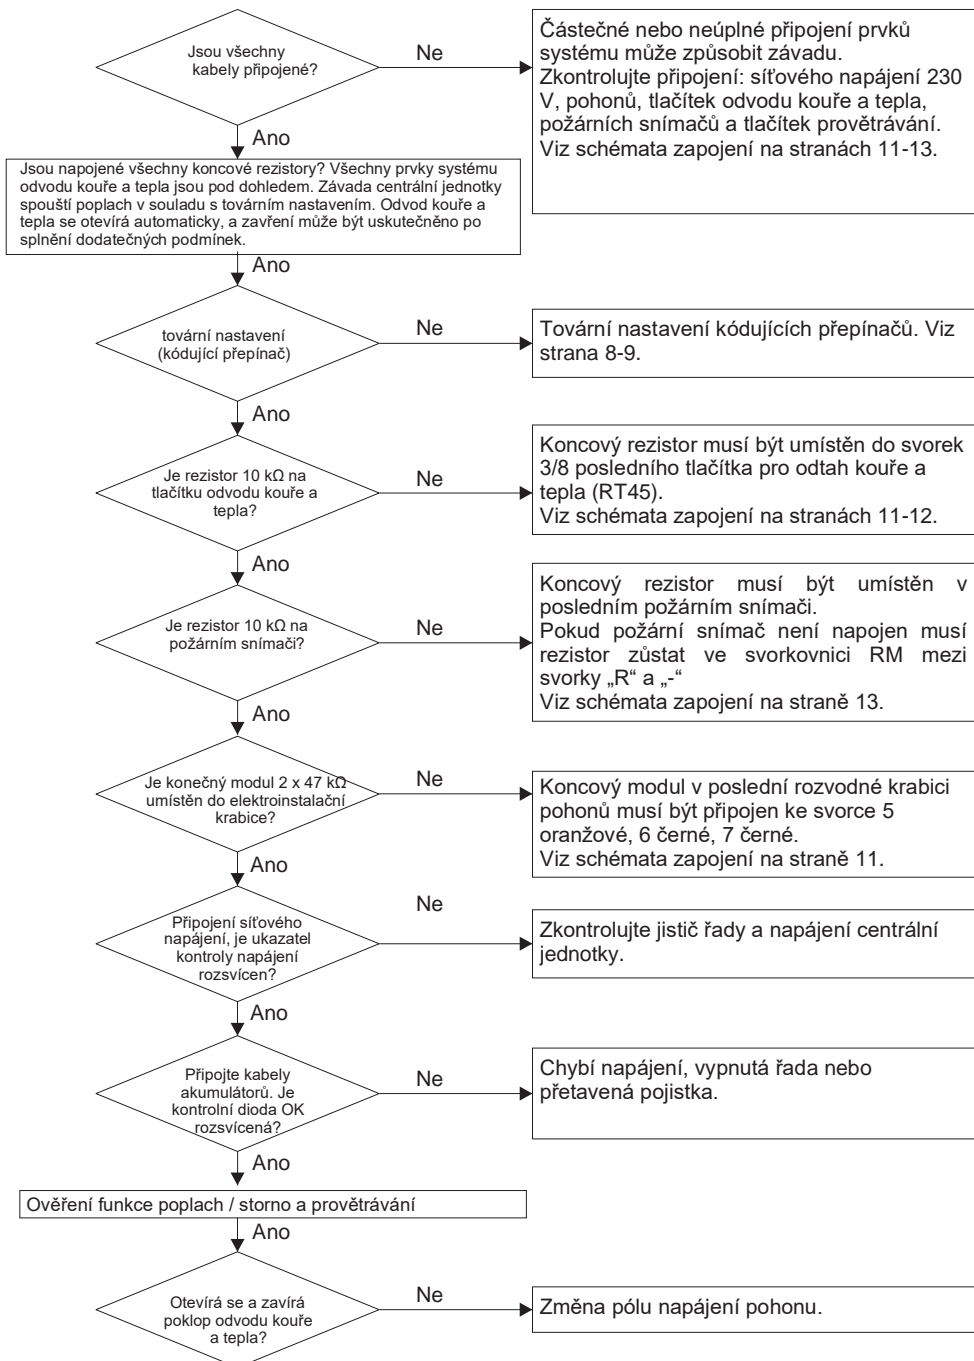 Jsou všechny
kabely připojené?
Ne
Částečné nebo neúplné připojení prvků
systému může způsobit závadu.
Zkontrolujte připojení: síťového napájení 230
V, pohonů, tlačítek odvodu kouře a tepla,
požárních snímačů a tlačítek provětrávání.
Viz schémata zapojení na stranách 11-13.
Ano
Jsou napojené všechny koncové rezistory? Všechny prvky systému
odvodu kouře a tepla jsou pod dohledem. Závada centrální jednotky
spouští poplach v souladu s továrním nastavením. Odvod kouře a
tepla se otevírá automaticky, a zavření může být uskutečněno po
splnění dodatečných podmínek.
Ano
tovární nastavení
(kódující přepínač)
Ne
Tovární nastavení kódujících přepínačů. Viz
strana 8-9.
Ano
Je rezistor 10 kΩ na
tlačítku odvodu kouře a
tepla?
Ne
Koncový rezistor musí být umístěn do svorek
3/8 posledního tlačítka pro odtah kouře a
tepla (RT45).
Viz schémata zapojení na stranách 11-12.
Ano
Je rezistor 10 kΩ na
požárním snímači?
Ne
Koncový rezistor musí být umístěn v
posledním požárním snímači.
Pokud požární snímač není napojen musí
rezistor zůstat ve svorkovnici RM mezi
svorky „R“ a „-“
Viz schémata zapojení na straně 13.
Ano
Je konečný modul 2 x 47 kΩ
umístěn do elektroinstalační
krabice?
Ne
Koncový modul v poslední rozvodné krabici
pohonů musí být připojen ke svorce 5
oranžové, 6 černé, 7 černé.
Viz schémata zapojení na straně 11.
Ano
Připojení síťového
napájení, je ukazatel
kontroly napájení
rozsvícen?
Ne
Zkontrolujte jistič řady a napájení centrální
jednotky.
Ano
Připojte kabely
akumulátorů. Je
kontrolní dioda OK
rozsvícená?
Ne
Chybí napájení, vypnutá řada nebo
přetavená pojistka.
Ano
Ověření funkce poplach / storno a provětrávání
Ano
Otevírá se a zavírá
poklop odvodu kouře
a tepla?
Ne
Změna pólu napájení pohonu.